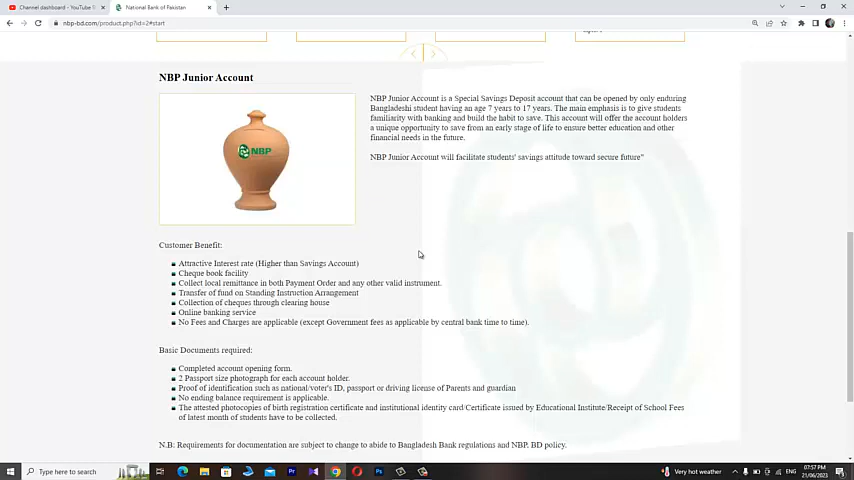 Channel dashboard - YouTube S
National Bank of Pakistan
nbp-bd.com/product.php?id=2#start
NBP Junior Account
NBP
NBP Junior Account is a Special Savings Deposit account that can be opened by only enduring
Bangladeshi student having an age 7 years to 17 years. The main emphasis is to give students
familiarity with banking and build the habit to save. This account will offer the account holders
a unique opportunity to save from an early stage of life to ensure better education and other
financial needs in the future.
NBP Junior Account will facilitate students' savings attitude toward secure future"
Customer Benefit:
Attractive Interest rate (Higher than Savings Account)
Cheque book facility
Collect local remittance in both Payment Order and any other valid instrument.
Transfer of fund on Standing Instruction Arrangement
Collection of cheques through clearing house
Online banking service
No Fees and Charges are applicable (except Government fees as applicable by central bank time to time).
Basic Documents required:
Completed account opening form.
2 Passport size photograph for each account holder.
Proof of identification such as national/voter's ID, passport or driving license of Parents and guardian
No ending balance requirement is applicable.
The attested photocopies of birth registration certificate and institutional identity card/Certificate issued by Educational Institute/Receipt of School Fees
of latest month of students have to be collected.
N.B: Requirements for documentation are subject to change to abide to Bangladesh Bank regulations and NBP. BD policy.
Type here to search
Very hot weather
ENG
07:57 PM
21/06/2023